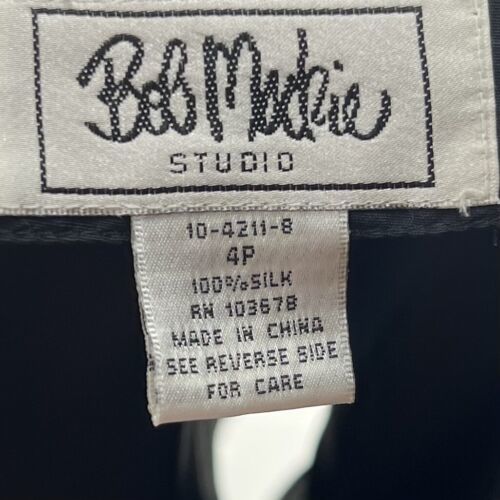 Bob Mackie
STUDIO
10-4211-8
4P
100% SILK
RN 103678
MADE IN CHINA
SEE REVERSE SIDE
FOR CARE